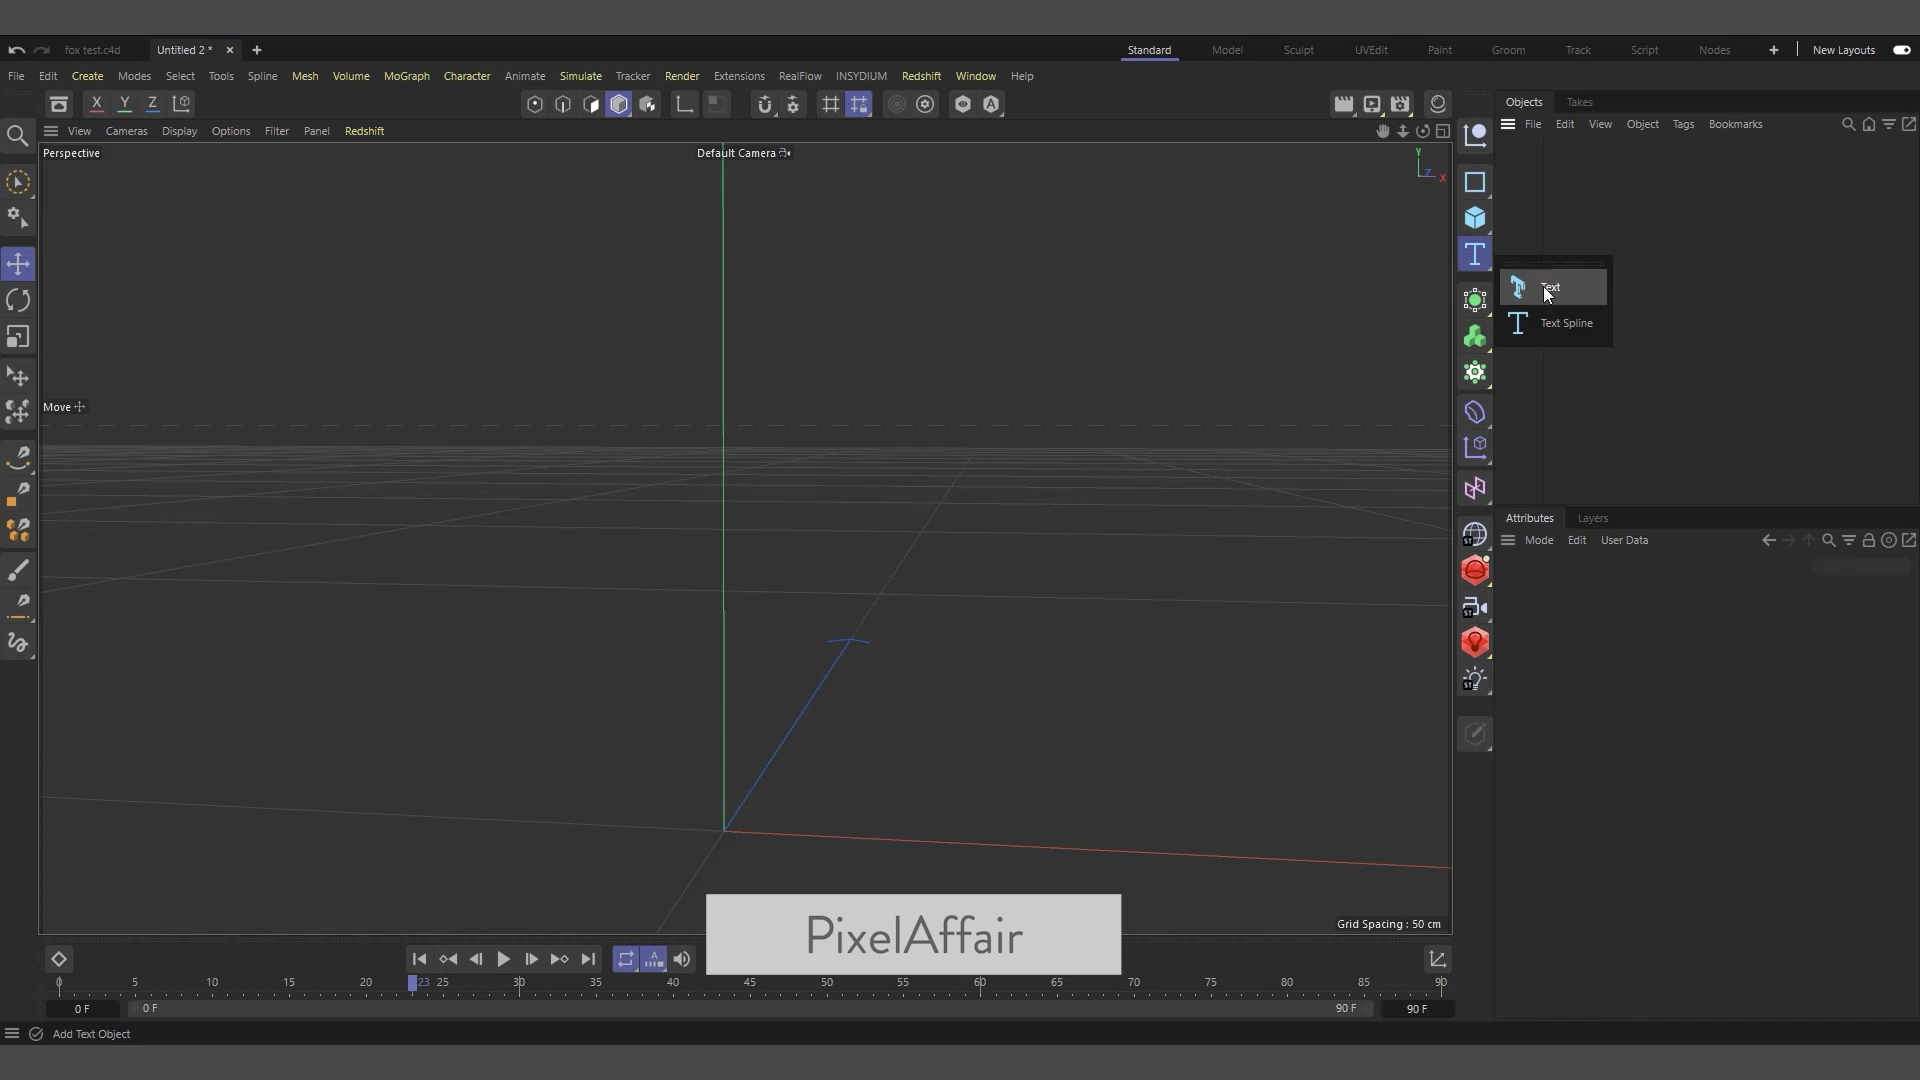 fox test.c4d
Untitled 2 *
Standard
Model
Sculpt
UVEdit
Paint
Groom
Track
Script
Nodes
New Layouts
File Edit Create Modes Select Tools Spline Mesh Volume MoGraph Character Animate Simulate Tracker Render Extensions RealFlow INSYDIUM Redshift Window Help
X Y Z
Objects Takes
View Cameras Display Options Filter Panel Redshift
File Edit View Object Tags Bookmarks
Perspective
Default Camera
Y
Z
X
T
Text
Text Spline
Move
Attributes Layers
Mode Edit User Data
ST
ST
ST
Grid Spacing : 50 cm
PixelAffair
A
0 5 10 15 20 23 25 30 35 40 45 50 55 60 65 70 75 80 85 90
0 F
0 F
90 F
90 F
Add Text Object